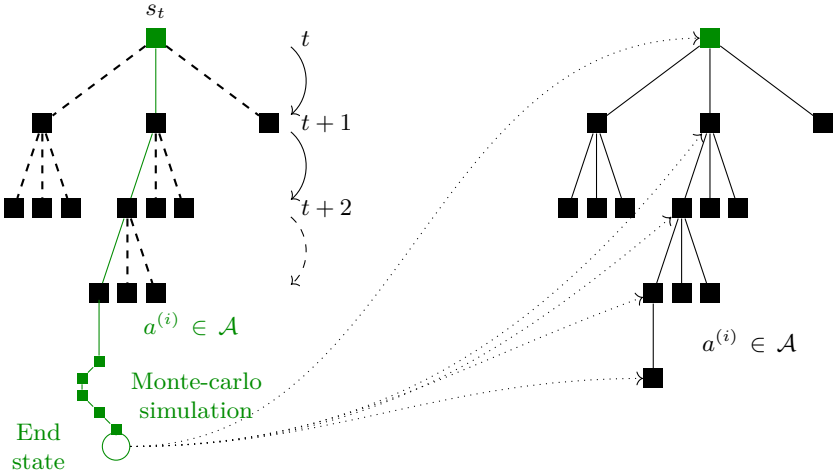 s_t
t
t + 1
t + 2
a^{(i)} ∈ 𝒜
Monte-carlo
simulation
End
state
a^{(i)} ∈ 𝒜